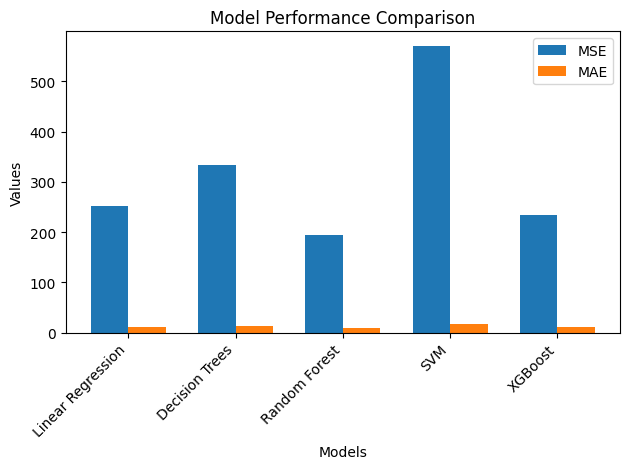 Model Performance Comparison
MSE
MAE
Values
500
400
300
200
100
0
Linear Regression
Decision Trees
Random Forest
SVM
XGBoost
Models